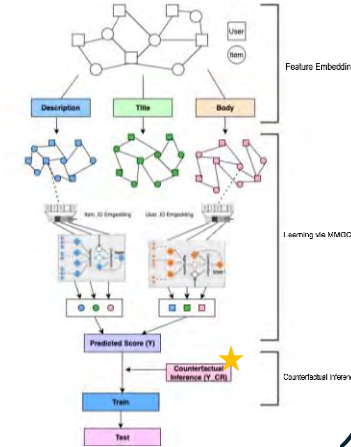 User
Item
Feature Embeddin
Description
Title
Body
Item_ID Embedding
User_ID Embedding
Learning via MMGC
Predicted Score (Y)
Counterfactual
Inference (Y_CR)
Counterfactual Inferen
Train
Test